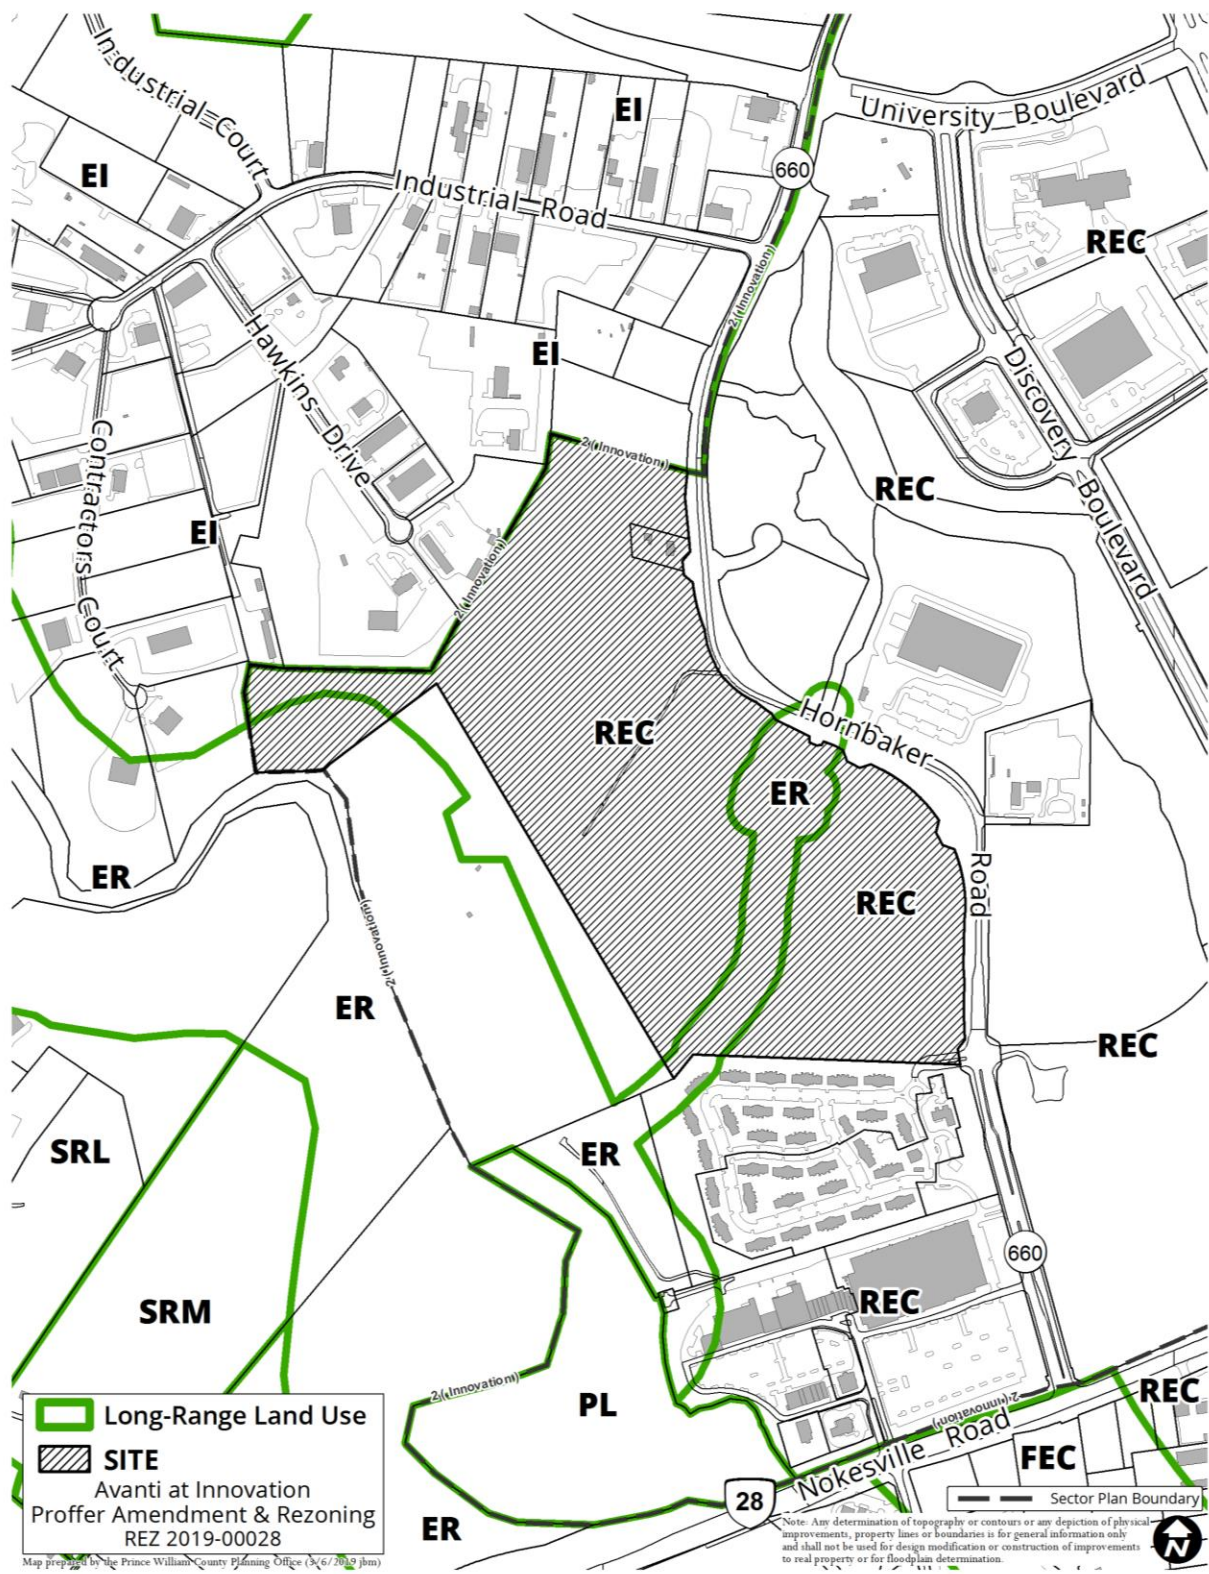 Industrial Court
University Boulevard
EI
EI
660
Industrial Road
REC
2 ( Innovation )
EI
Hawkins Drive
Discovery Boulevard
2 ( Innovation )
Contractors Court
EI
REC
2 ( Innovation )
REC
Hornbaker Road
ER
ER
REC
2 ( Innovation )
ER
REC
SRL
ER
660
SRM
REC
2 ( Innovation )
PL
2 ( Innovation )
REC
Nokesville Road
FEC
28
ER
Long-Range Land Use
SITE
Avanti at Innovation
Proffer Amendment & Rezoning
REZ 2019-00028
Map prepared by the Prince William County Planning Office (3/6/2019 jbm)
Sector Plan Boundary
Note: Any determination of topography or contours or any depiction of physical
improvements, property lines or boundaries is for general information only
and shall not be used for design modification or construction of improvements
to real property or for floodplain determination.
N